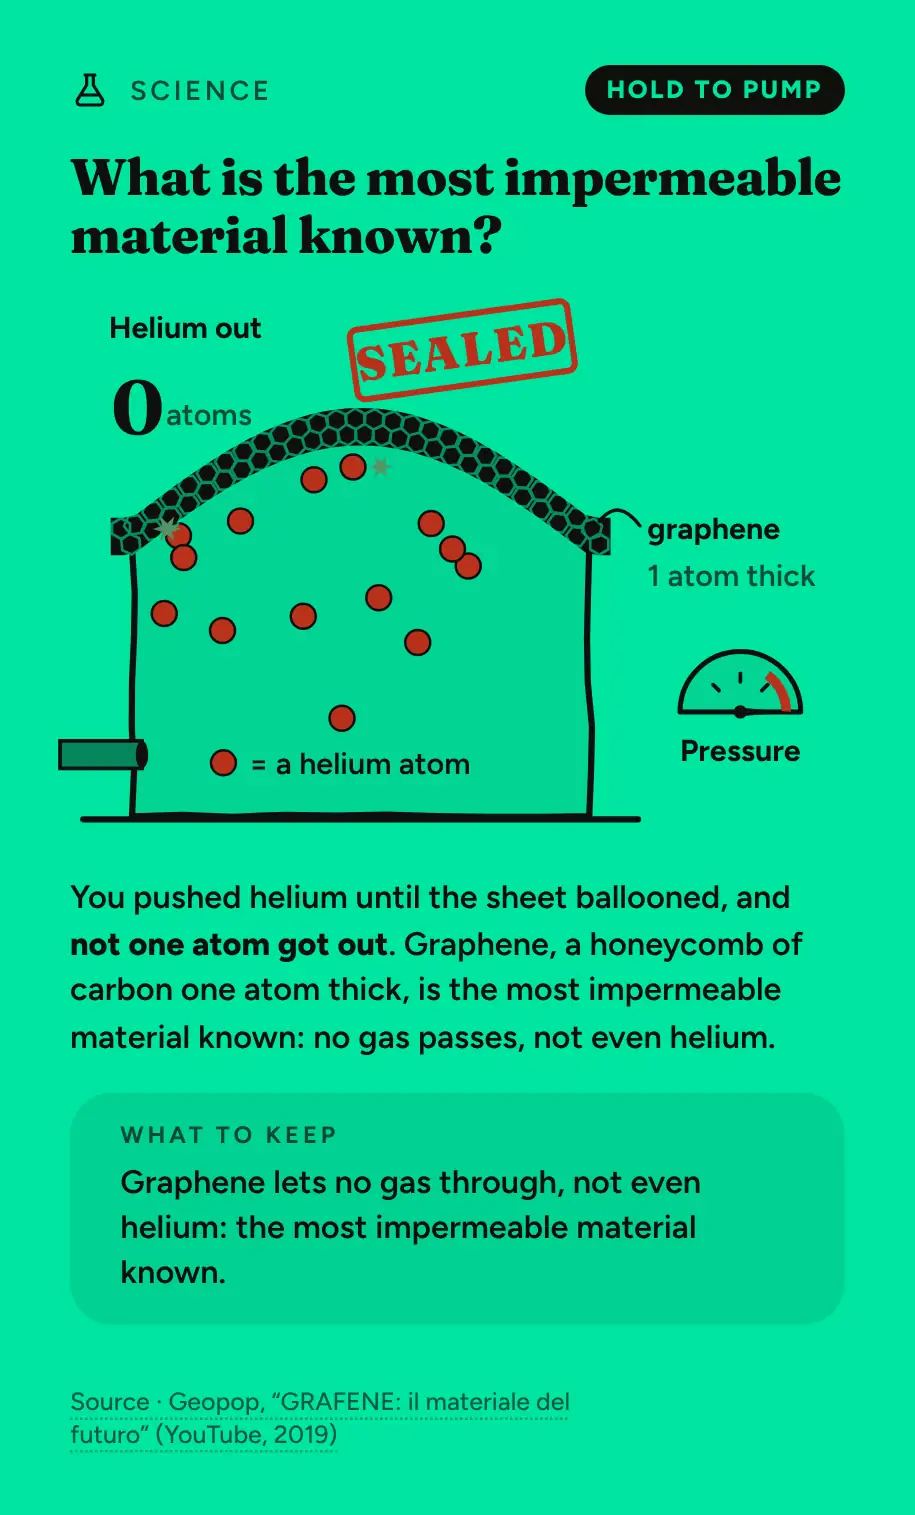 SCIENCE
HOLD TO PUMP
What is the most impermeable
material known?
Helium out
SEALED
0 atoms
graphene
1 atom thick
Pressure
= a helium atom
You pushed helium until the sheet ballooned, and
not one atom got out. Graphene, a honeycomb of
carbon one atom thick, is the most impermeable
material known: no gas passes, not even helium.
WHAT TO KEEP
Graphene lets no gas through, not even
helium: the most impermeable material
known.
Source · Geopop, “GRAFENE: il materiale del
futuro” (YouTube, 2019)